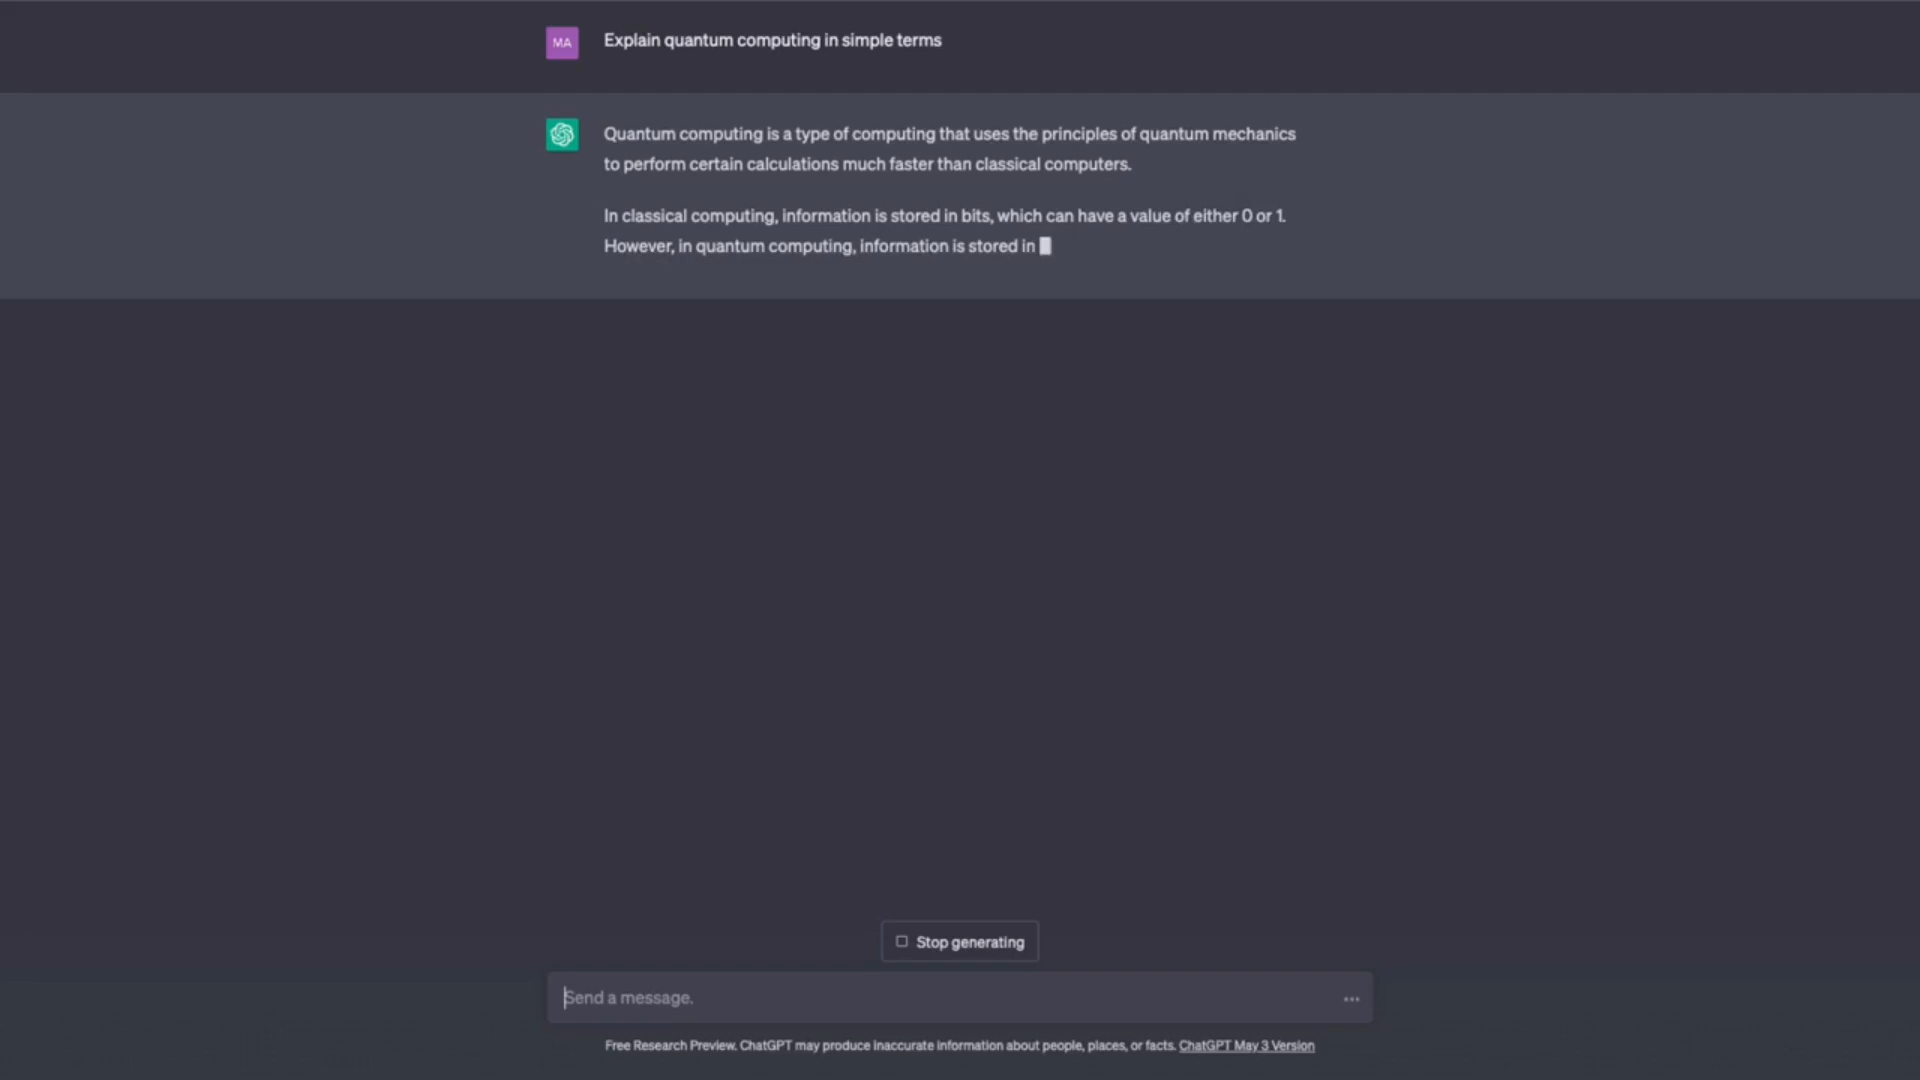 MA
Explain quantum computing in simple terms
Quantum computing is a type of computing that uses the principles of quantum mechanics
to perform certain calculations much faster than classical computers.
In classical computing, information is stored in bits, which can have a value of either 0 or 1.
However, in quantum computing, information is stored in
Stop generating
Send a message.
Free Research Preview. ChatGPT may produce inaccurate information about people, places, or facts. ChatGPT May 3 Version